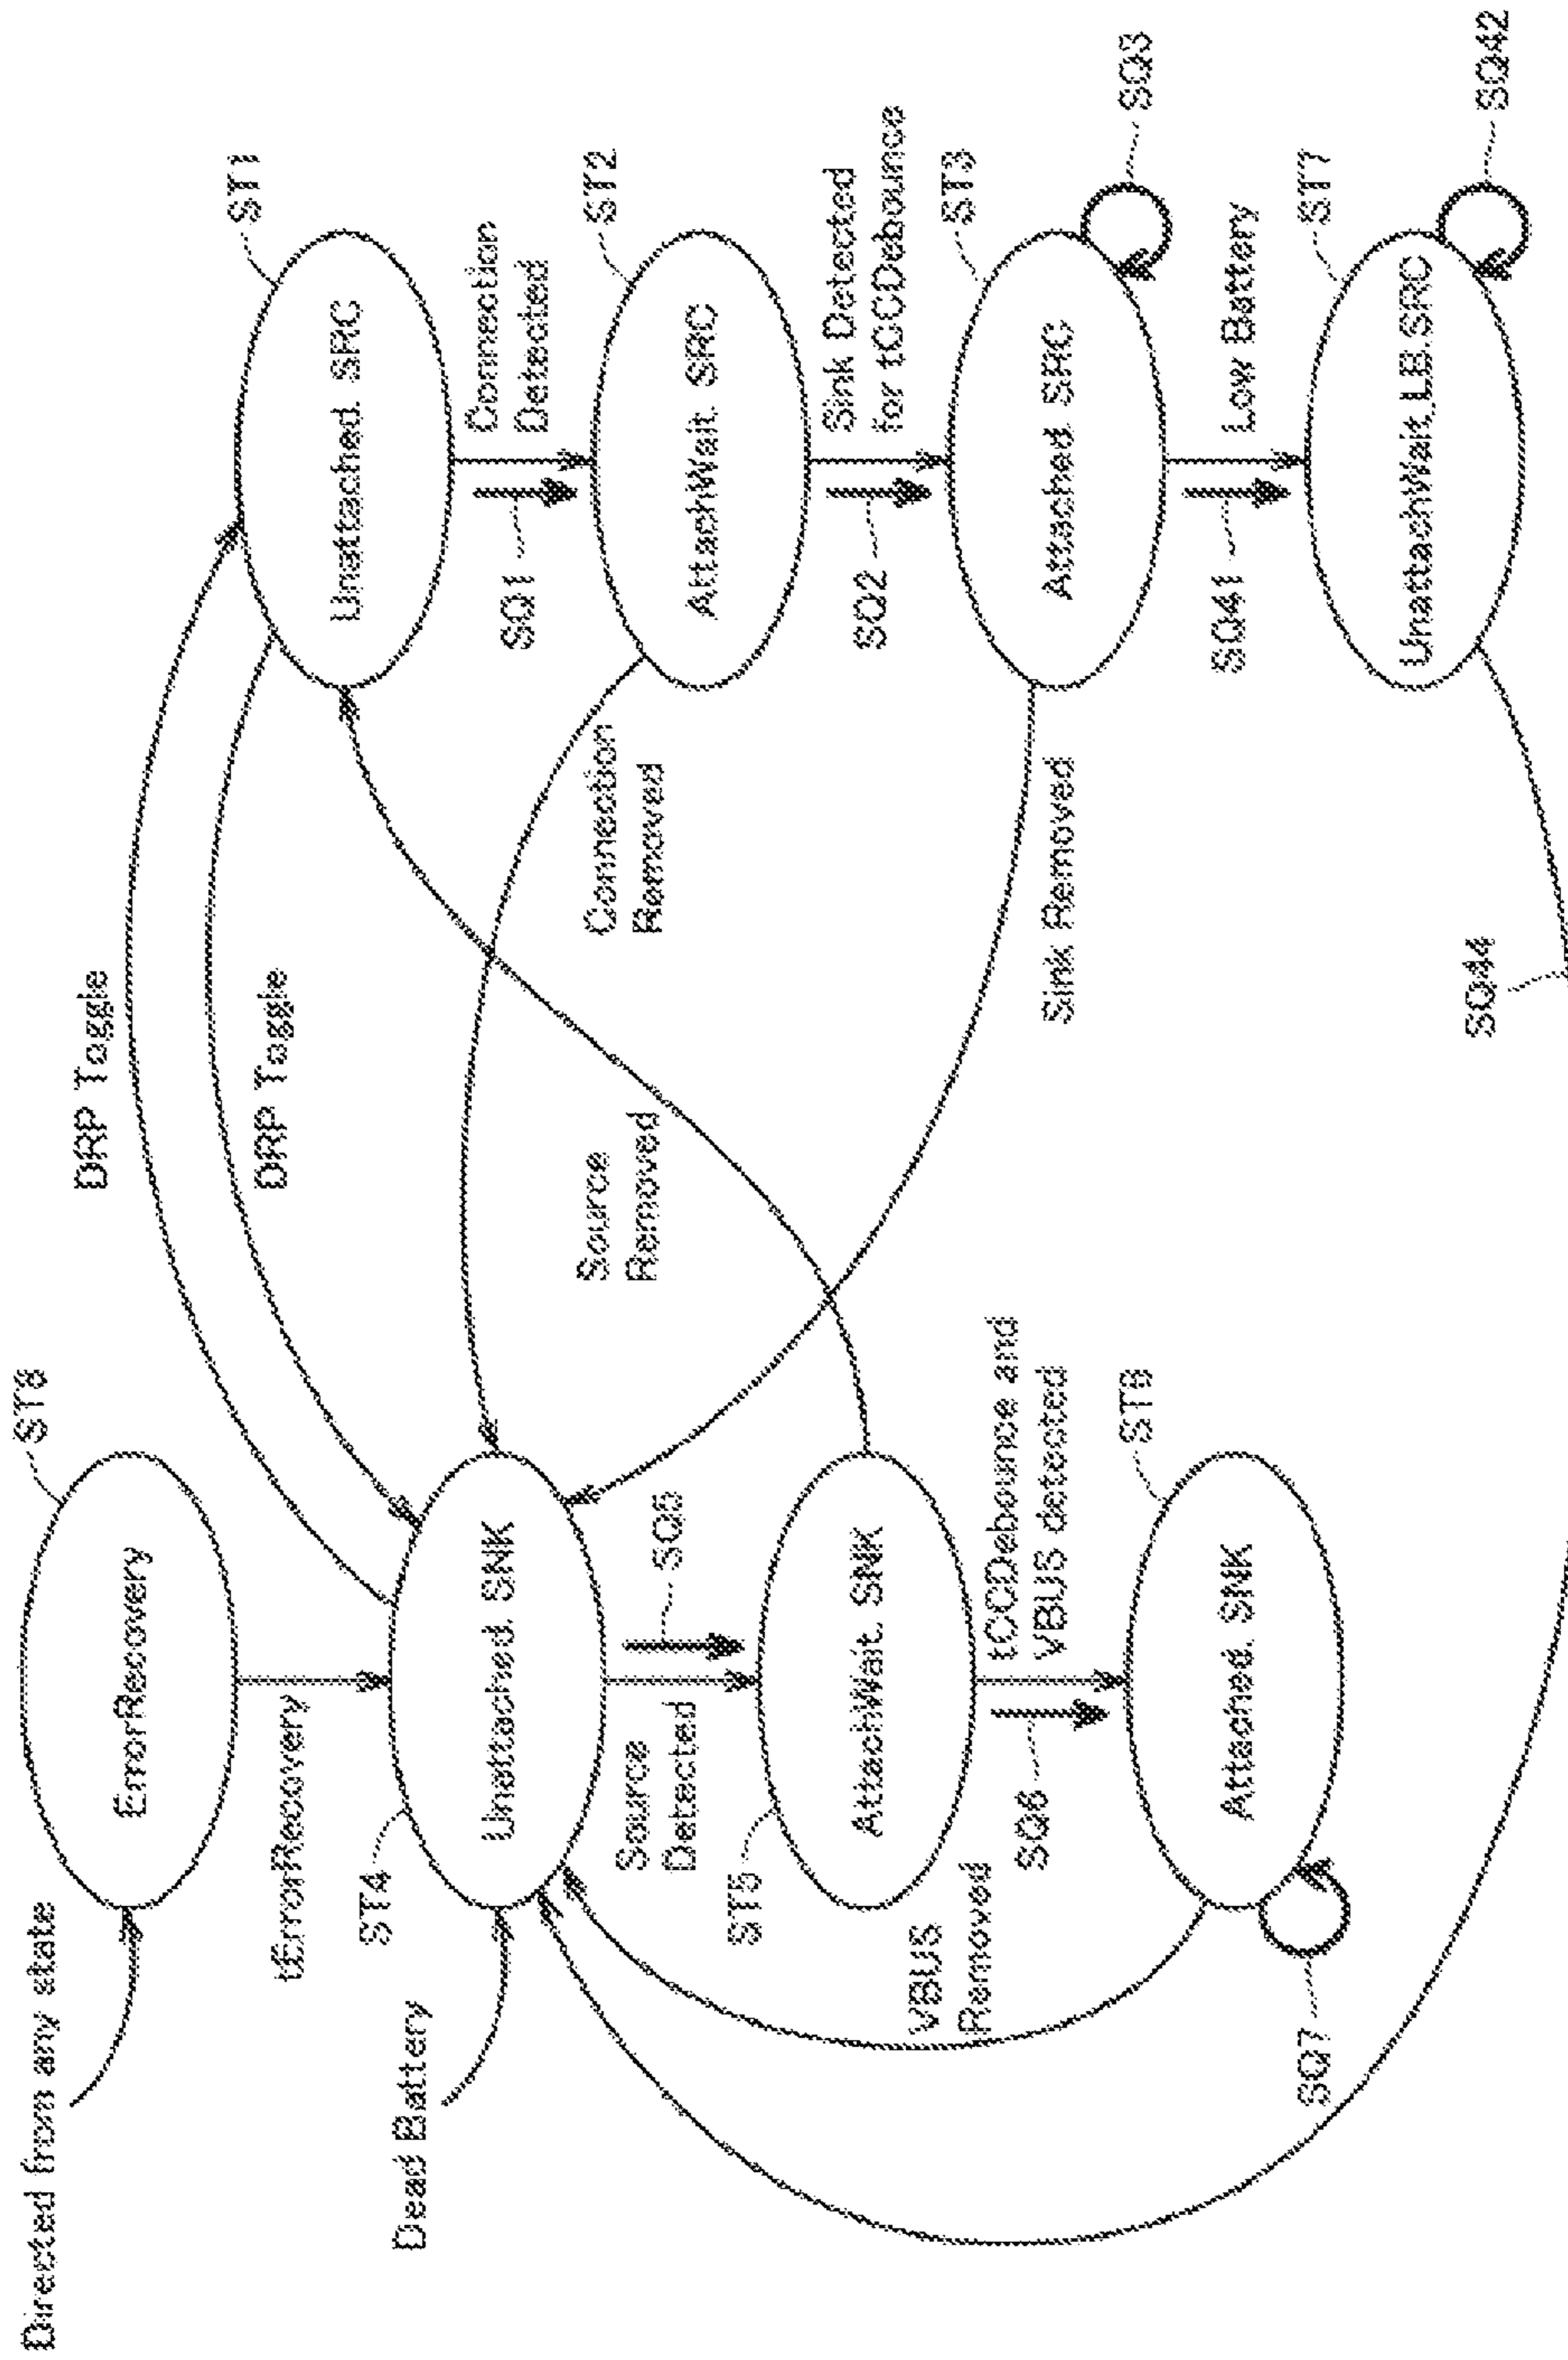 Directed from any state
ErrorRecovery
ST8
tErrorRecovery
DRP Toggle
DRP Toggle
Dead Battery
ST4
Unattached. SNK
Unattached. SRC
ST1
Source
Detected
SQ5
SQ1
Connection
Detected
Source
Removed
Connection
Removed
AttachWait. SRC
ST2
ST5
AttachWait. SNK
SQ2
Sink Detected
for tCCDebounce
VBUS
Removed
SQ6
tCCDebounce and
VBUS detected
Sink Removed
Attached. SRC
ST3
SQ3
Attached. SNK
SQ41
Low Battery
SQ7
SQ44
UnattachWait.LB.SRC
ST7
SQ42